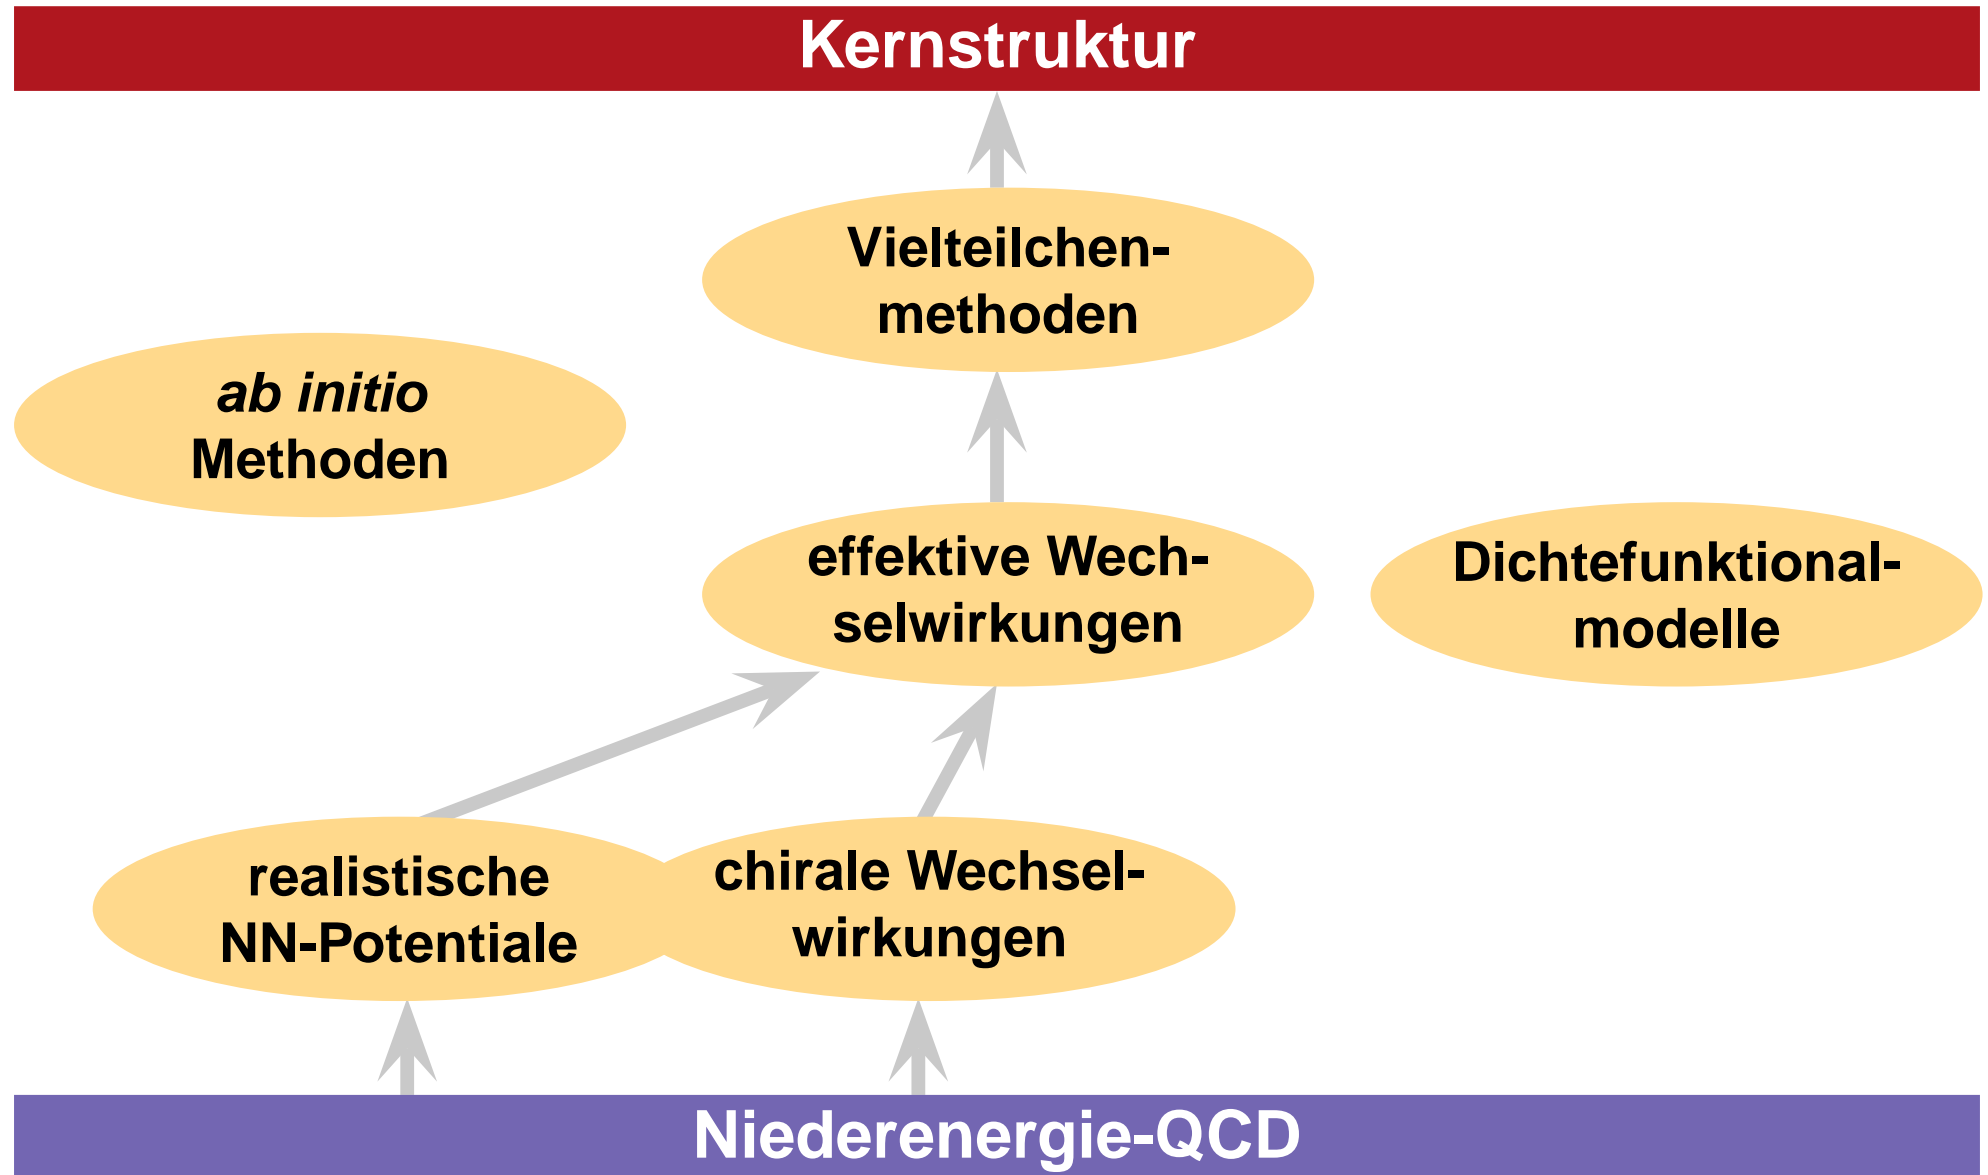 Kernstruktur
Vielteilchen-
methoden
ab initio
Methoden
effektive Wech-
selwirkungen
Dichtefunktional-
modelle
realistische
NN-Potentiale
chirale Wechsel-
wirkungen
Niederenergie-QCD